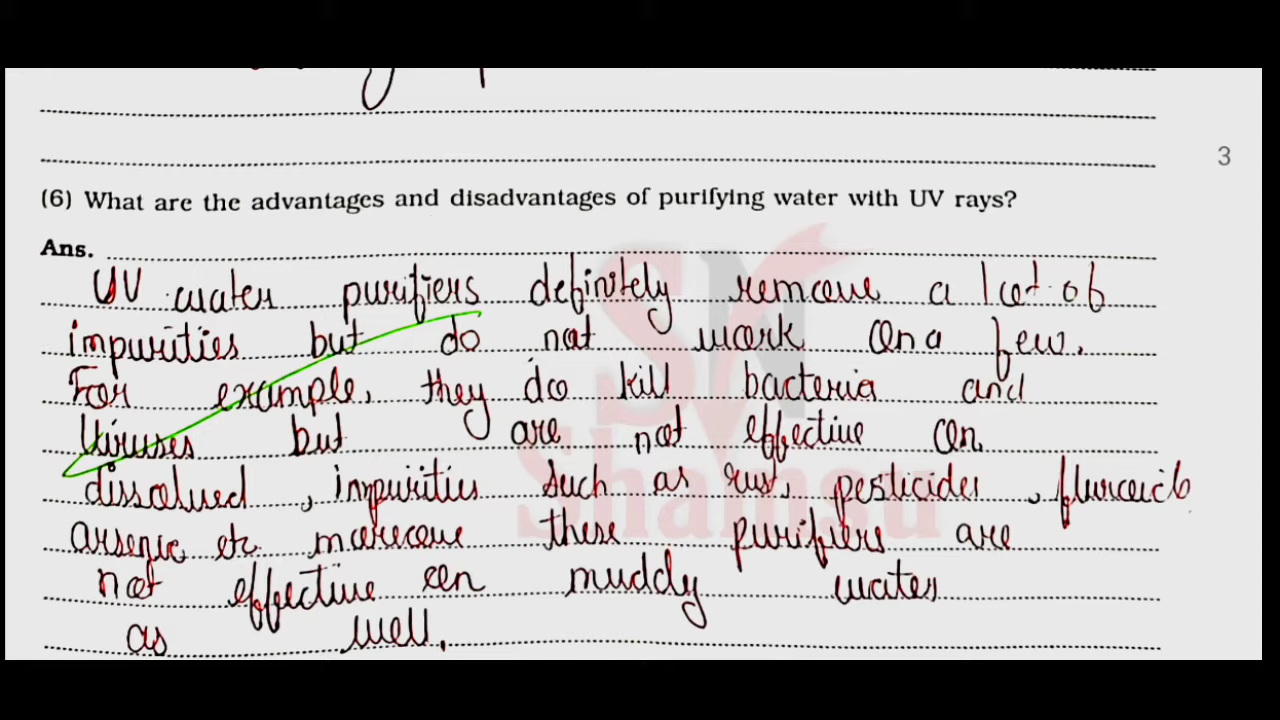 3
(6) What are the advantages and disadvantages of purifying water with UV rays?
Ans.
UV water purifiers definitely remove a lot of
impurities but do not work on a few.
For example, they do kill bacteria and
Viruses but are not effective on
dissolved, impurities such as rust, pesticides,
arsenic etc these purifiers are
not effective on muddy water
as well.
SV
Shamsu